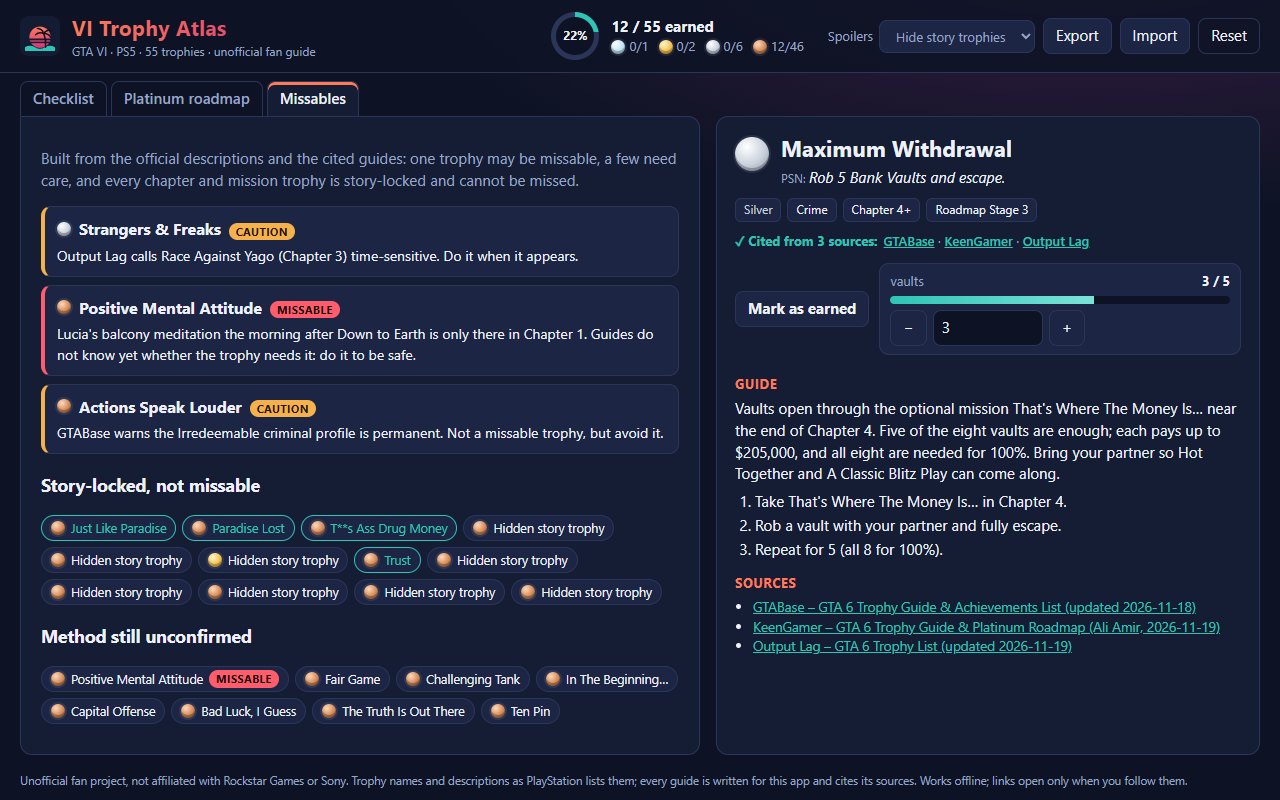 VI Trophy Atlas
GTA VI · PS5 · 55 trophies · unofficial fan guide
22%
12 / 55 earned
0/1 0/2 0/6 12/46
Spoilers Hide story trophies Export Import Reset
Checklist Platinum roadmap Missables
Built from the official descriptions and the cited guides: one trophy may be missable, a few need
care, and every chapter and mission trophy is story-locked and cannot be missed.
Strangers & Freaks CAUTION
Output Lag calls Race Against Yago (Chapter 3) time-sensitive. Do it when it appears.
Positive Mental Attitude MISSABLE
Lucia's balcony meditation the morning after Down to Earth is only there in Chapter 1. Guides do
not know yet whether the trophy needs it: do it to be safe.
Actions Speak Louder CAUTION
GTABase warns the Irredeemable criminal profile is permanent. Not a missable trophy, but avoid it.
Story-locked, not missable
Just Like Paradise Paradise Lost T**s Ass Drug Money Hidden story trophy
Hidden story trophy Hidden story trophy Trust Hidden story trophy
Hidden story trophy Hidden story trophy Hidden story trophy Hidden story trophy
Method still unconfirmed
Positive Mental Attitude MISSABLE Fair Game Challenging Tank In The Beginning...
Capital Offense Bad Luck, I Guess The Truth Is Out There Ten Pin
Maximum Withdrawal
PSN: Rob 5 Bank Vaults and escape.
Silver Crime Chapter 4+ Roadmap Stage 3
✓ Cited from 3 sources: GTABase · KeenGamer · Output Lag
Mark as earned
vaults 3 / 5
− 3 +
GUIDE
Vaults open through the optional mission That's Where The Money Is... near
the end of Chapter 4. Five of the eight vaults are enough; each pays up to
$205,000, and all eight are needed for 100%. Bring your partner so Hot
Together and A Classic Blitz Play can come along.
1. Take That's Where The Money Is... in Chapter 4.
2. Rob a vault with your partner and fully escape.
3. Repeat for 5 (all 8 for 100%).
SOURCES
• GTABase – GTA 6 Trophy Guide & Achievements List (updated 2026-11-18)
• KeenGamer – GTA 6 Trophy Guide & Platinum Roadmap (Ali Amir, 2026-11-19)
• Output Lag – GTA 6 Trophy List (updated 2026-11-19)
Unofficial fan project, not affiliated with Rockstar Games or Sony. Trophy names and descriptions as PlayStation lists them; every guide is written for this app and cites its sources. Works offline; links open only when you follow them.